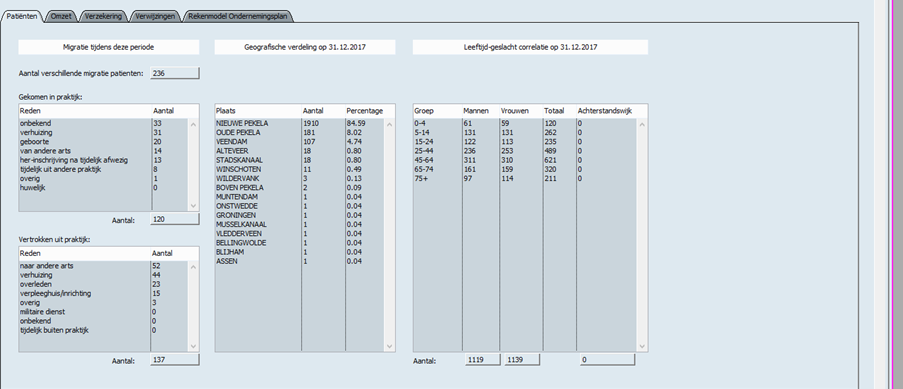 Patiënten Omzet Verzekering Verwijzingen Rekenmodel Ondernemingsplan
Migratie tijdens deze periode
Aantal verschillende migratie patienten: 236
Gekomen in praktijk:
Reden Aantal
onbekend 33
verhuizing 31
geboorte 20
van andere arts 14
her-inschrijving na tijdelijk afwezig 13
tijdelijk uit andere praktijk 8
overig 1
huwelijk 0
Aantal: 120
Vertrokken uit praktijk:
Reden Aantal
naar andere arts 52
verhuizing 44
overleden 23
verpleeghuis/inrichting 15
overig 3
militaire dienst 0
onbekend 0
tijdelijk buiten praktijk 0
Aantal: 137
Geografische verdeling op 31.12.2017
Plaats Aantal Percentage
NIEUWE PEKELA 1910 84.59
OUDE PEKELA 181 8.02
VEENDAM 107 4.74
ALTEVEER 18 0.80
STADSKANAAL 18 0.80
WINSCHOTEN 11 0.49
WILDERVANK 3 0.13
BOVEN PEKELA 2 0.09
MUNTENDAM 1 0.04
ONSTWEDDE 1 0.04
GRONINGEN 1 0.04
MUSSELKANAAL 1 0.04
VLEDDERVEEN 1 0.04
BELLINGWOLDE 1 0.04
BLIJHAM 1 0.04
ASSEN 1 0.04
Leeftijd-geslacht correlatie op 31.12.2017
Groep Mannen Vrouwen Totaal Achterstandswijk
0-4 61 59 120 0
5-14 131 131 262 0
15-24 122 113 235 0
25-44 236 253 489 0
45-64 311 310 621 0
65-74 161 159 320 0
75+ 97 114 211 0
Aantal: 1119 1139 0